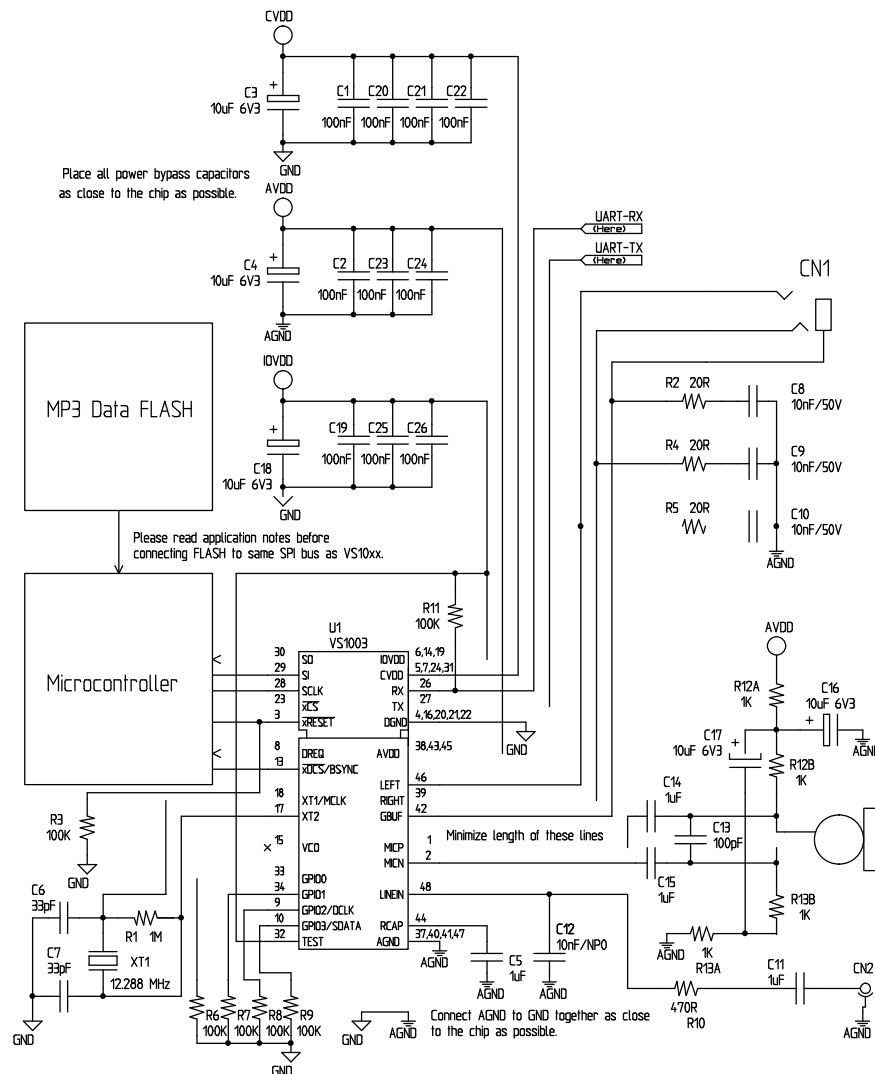 CVDD
C3
+
10uF 6V3
C1 C20 C21 C22
100nF 100nF 100nF 100nF
GND
Place all power bypass capacitors
as close to the chip as possible.
AVDD
C4
+
10uF 6V3
C2 C23 C24
100nF 100nF 100nF
AGND
UART-RX
(Here)
UART-TX
(Here)
CN1
IOVDD
+
C18
10uF 6V3
C19 C25 C26
100nF 100nF 100nF
GND
MP3 Data FLASH
R2 20R
C8
10nF/50V
R4 20R
C9
10nF/50V
R5 20R
C10
10nF/50V
AGND
Please read application notes before
connecting FLASH to same SPI bus as VS10xx.
Microcontroller
R11
100K
U1
VS1003
30 SO IOVDD 6,14,19
29 SI CVDD 5,7,24,31
28 SCLK RX 26
23 xCS TX 27
3 xRESET DGND 4,16,20,21,22
GND
8 DREQ AVDD 38,43,45
13 xDCS/BSYNC
LEFT 46
18 XT1/MCLK RIGHT 39
17 XT2 GBUF 42
15 VCO MICP 1
MICN 2
33 GPIO0
34 GPIO1 LINEIN 48
9 GPIO2/DCLK
10 GPIO3/SDATA RCAP 44
32 TEST AGND 37,40,41,47
AGND
Minimize length of these lines
AVDD
R12A
1K
C16
10uF 6V3
+
AGND
C17
10uF 6V3
+
R12B
1K
C14
1uF
C13
100pF
C15
1uF
R13B
1K
AGND
1K
R13A
AGND
R3
100K
GND
C6
33pF
R1 1M
C7
33pF
XT1
12.288 MHz
GND
R6 R7 R8 R9
100K 100K 100K 100K
GND
C5
1uF
AGND
C12
10nF/NP0
AGND
470R
R10
C11
1uF
CN2
AGND
GND
AGND
Connect AGND to GND together as close
to the chip as possible.